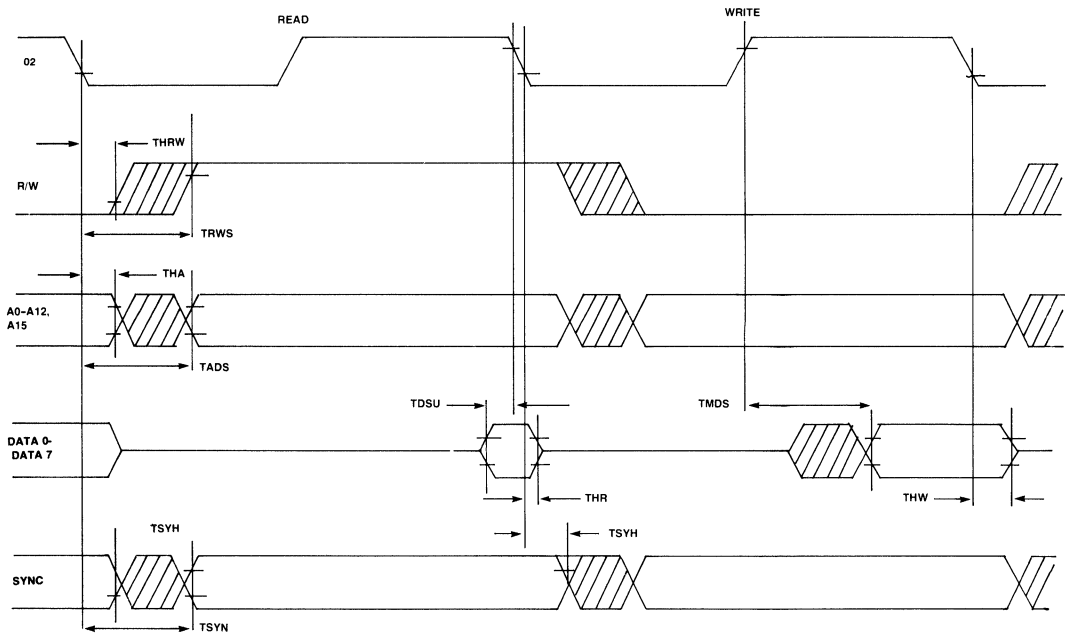 READ
WRITE
02
THRW
R/W
TRWS
THA
A0-A12,
A15
TADS
TDSU
TMDS
DATA 0-
DATA 7
THR
THW
TSYH
TSYH
SYNC
TSYN